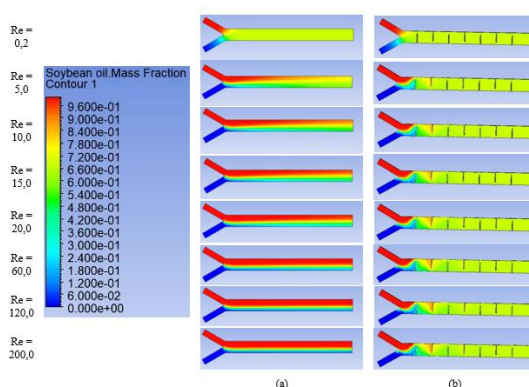 Re =
0,2
Re =
5,0
Re =
10,0
Re =
15,0
Re =
20,0
Re =
60,0
Re =
120,0
Re =
200,0
Soybean oil.Mass Fraction
Contour 1
9.600e-01
9.000e-01
8.400e-01
7.800e-01
7.200e-01
6.600e-01
6.000e-01
5.400e-01
4.800e-01
4.200e-01
3.600e-01
3.000e-01
2.400e-01
1.800e-01
1.200e-01
6.000e-02
0.000e+00
(a)
(b)